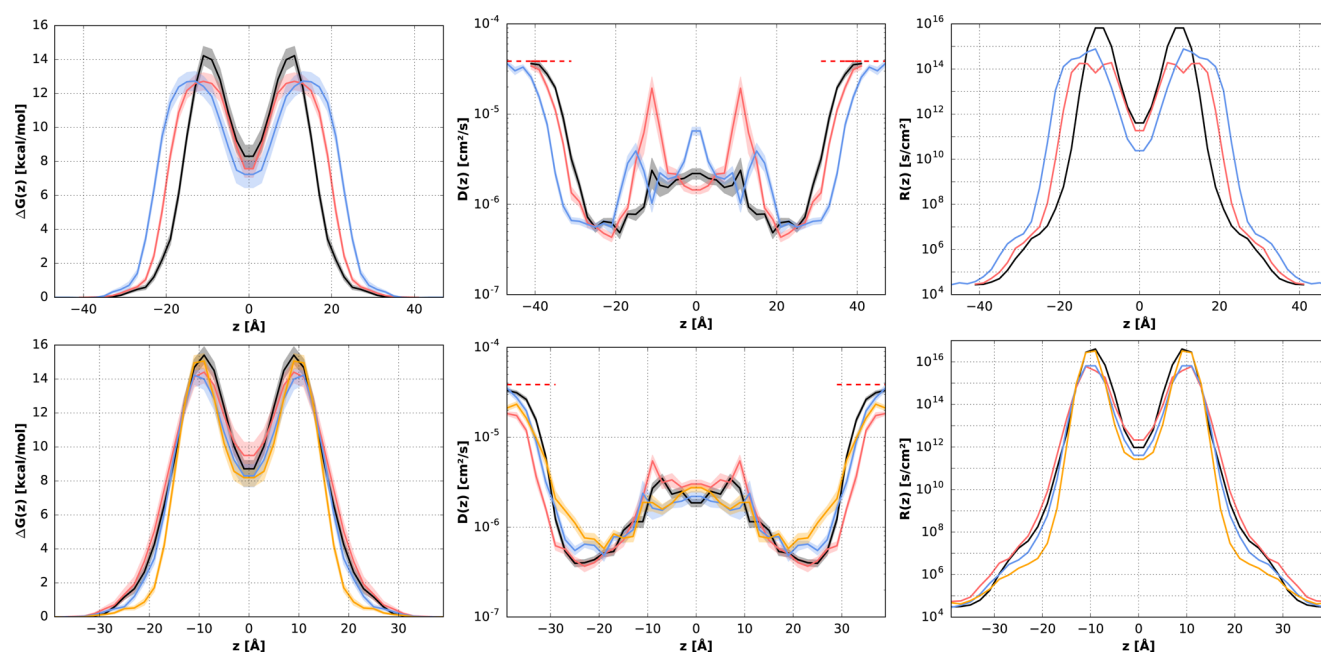 16
14
12
10
8
6
4
2
0
ΔG(z) [kcal/mol]
−40 −20 0 20 40
z [Å]
10⁻⁴
10⁻⁵
10⁻⁶
10⁻⁷
D(z) [cm²/s]
−40 −20 0 20 40
z [Å]
10¹⁶
10¹⁴
10¹²
10¹⁰
10⁸
10⁶
10⁴
R(z) [s/cm²]
−40 −20 0 20 40
z [Å]
16
14
12
10
8
6
4
2
0
ΔG(z) [kcal/mol]
−30 −20 −10 0 10 20 30
z [Å]
10⁻⁴
10⁻⁵
10⁻⁶
10⁻⁷
D(z) [cm²/s]
−30 −20 −10 0 10 20 30
z [Å]
10¹⁶
10¹⁴
10¹²
10¹⁰
10⁸
10⁶
10⁴
R(z) [s/cm²]
−30 −20 −10 0 10 20 30
z [Å]